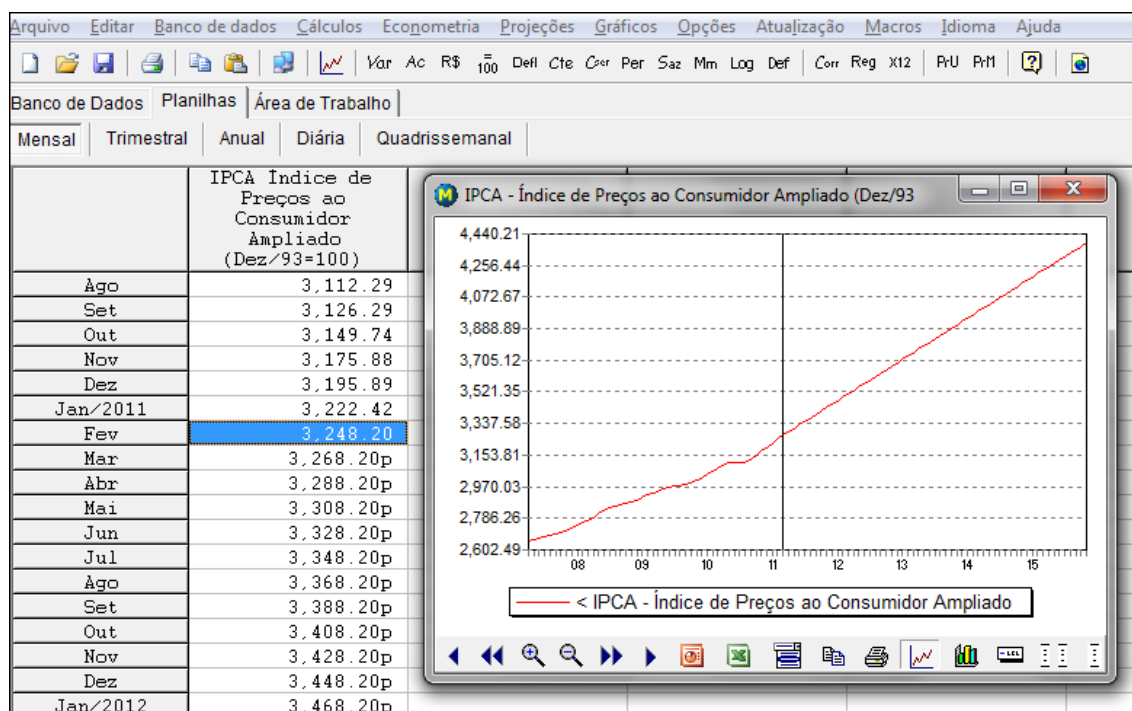 Arquivo Editar Banco de dados Cálculos Econometria Projeções Gráficos Opções Atualização Macros Idioma Ajuda
Var Ac R$ 100 Defl Cte Per Saz Mm Log Def Corr Reg X12 PrU PrM
Banco de Dados Planilhas Área de Trabalho
Mensal Trimestral Anual Diária Quadrissemanal
IPCA Índice de
Preços ao
Consumidor
Ampliado
(Dez/93=100)
Ago 3,112.29
Set 3,126.29
Out 3,149.74
Nov 3,175.88
Dez 3,195.89
Jan/2011 3,222.42
Fev 3,248.20
Mar 3,268.20p
Abr 3,288.20p
Mai 3,308.20p
Jun 3,328.20p
Jul 3,348.20p
Ago 3,368.20p
Set 3,388.20p
Out 3,408.20p
Nov 3,428.20p
Dez 3,448.20p
Jan/2012 3,468.20p
IPCA - Índice de Preços ao Consumidor Ampliado (Dez/93
4,440.21
4,256.44
4,072.67
3,888.89
3,705.12
3,521.35
3,337.58
3,153.81
2,970.03
2,786.26
2,602.49
08 09 10 11 12 13 14 15
< IPCA - Índice de Preços ao Consumidor Ampliado